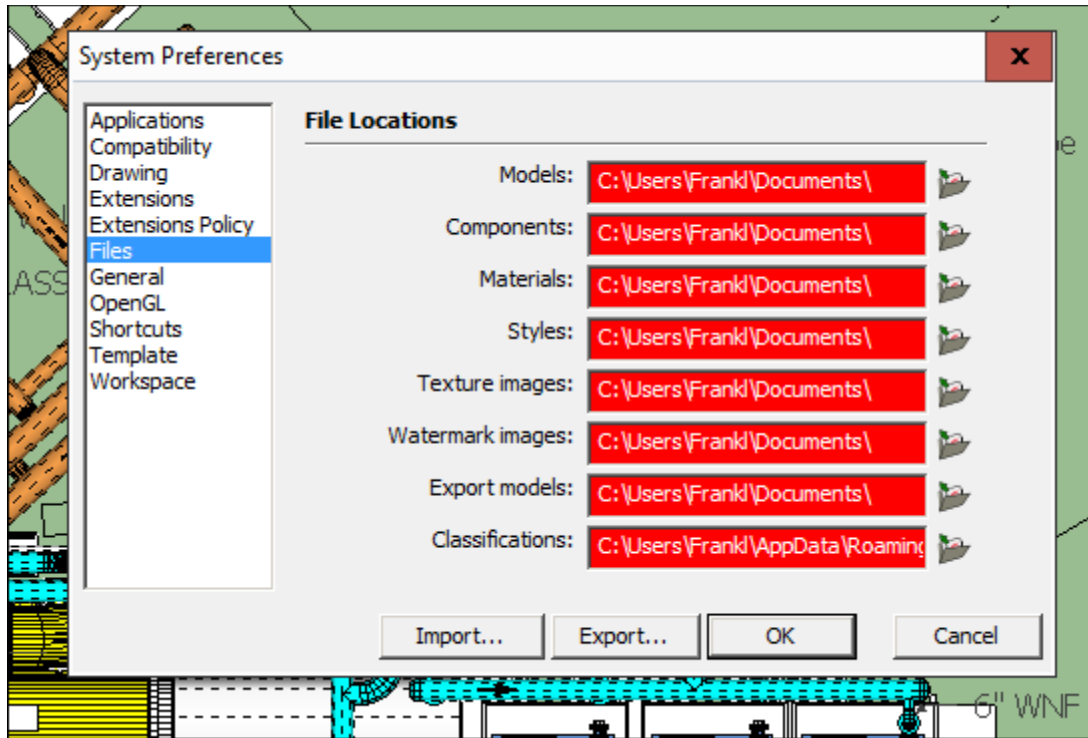 System Preferences
x
Applications
Compatibility
Drawing
Extensions
Extensions Policy
Files
General
OpenGL
Shortcuts
Template
Workspace
File Locations
Models: C:\Users\Frankl\Documents\
Components: C:\Users\Frankl\Documents\
Materials: C:\Users\Frankl\Documents\
Styles: C:\Users\Frankl\Documents\
Texture images: C:\Users\Frankl\Documents\
Watermark images: C:\Users\Frankl\Documents\
Export models: C:\Users\Frankl\Documents\
Classifications: C:\Users\Frankl\AppData\Roaming
Import... Export... OK Cancel
6" WNF